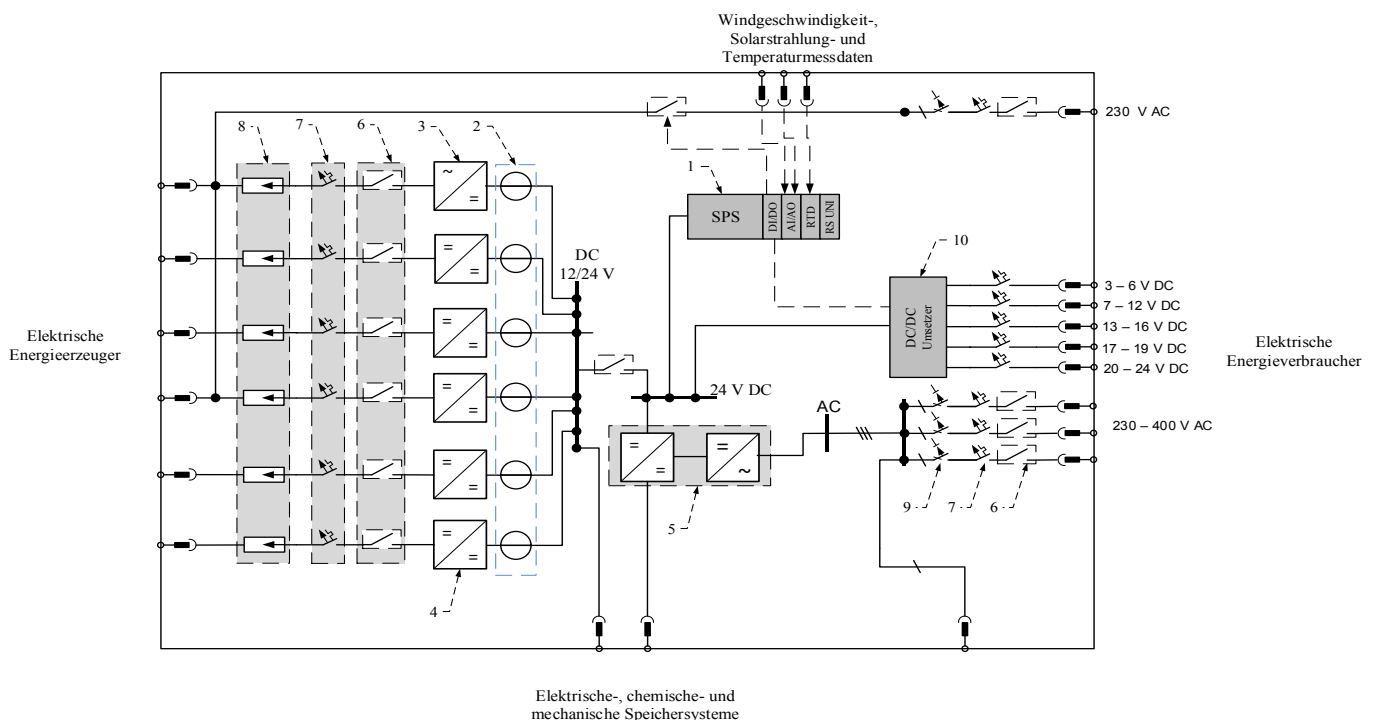 Windgeschwindigkeit-,
Solarstrahlung- und
Temperaturmessdaten
230 V AC
8
7
6
3
2
1
~
=
SPS
DI/DO
AI/AO
RTD
RS UNI
10
DC
12/24 V
=
=
DC/DC
Umsetzer
3 – 6 V DC
7 – 12 V DC
13 – 16 V DC
17 – 19 V DC
20 – 24 V DC
Elektrische
Energieerzeuger
Elektrische
Energieverbraucher
=
=
24 V DC
=
=
AC
230 – 400 V AC
=
=
=
~
=
=
9
7
6
5
=
=
4
Elektrische-, chemische- und
mechanische Speichersysteme